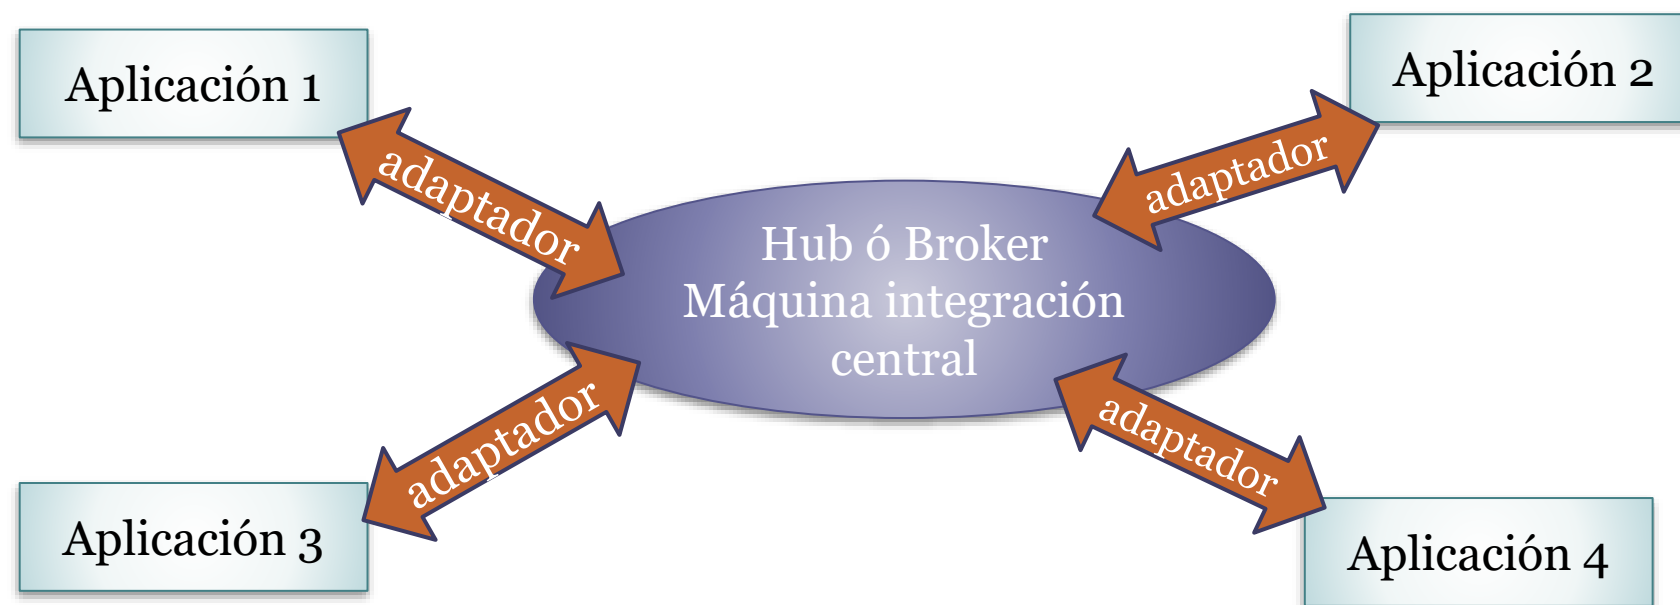 Aplicación 1
Aplicación 2
adaptador
adaptador
Hub ó Broker
Máquina integración
central
adaptador
adaptador
Aplicación 3
Aplicación 4